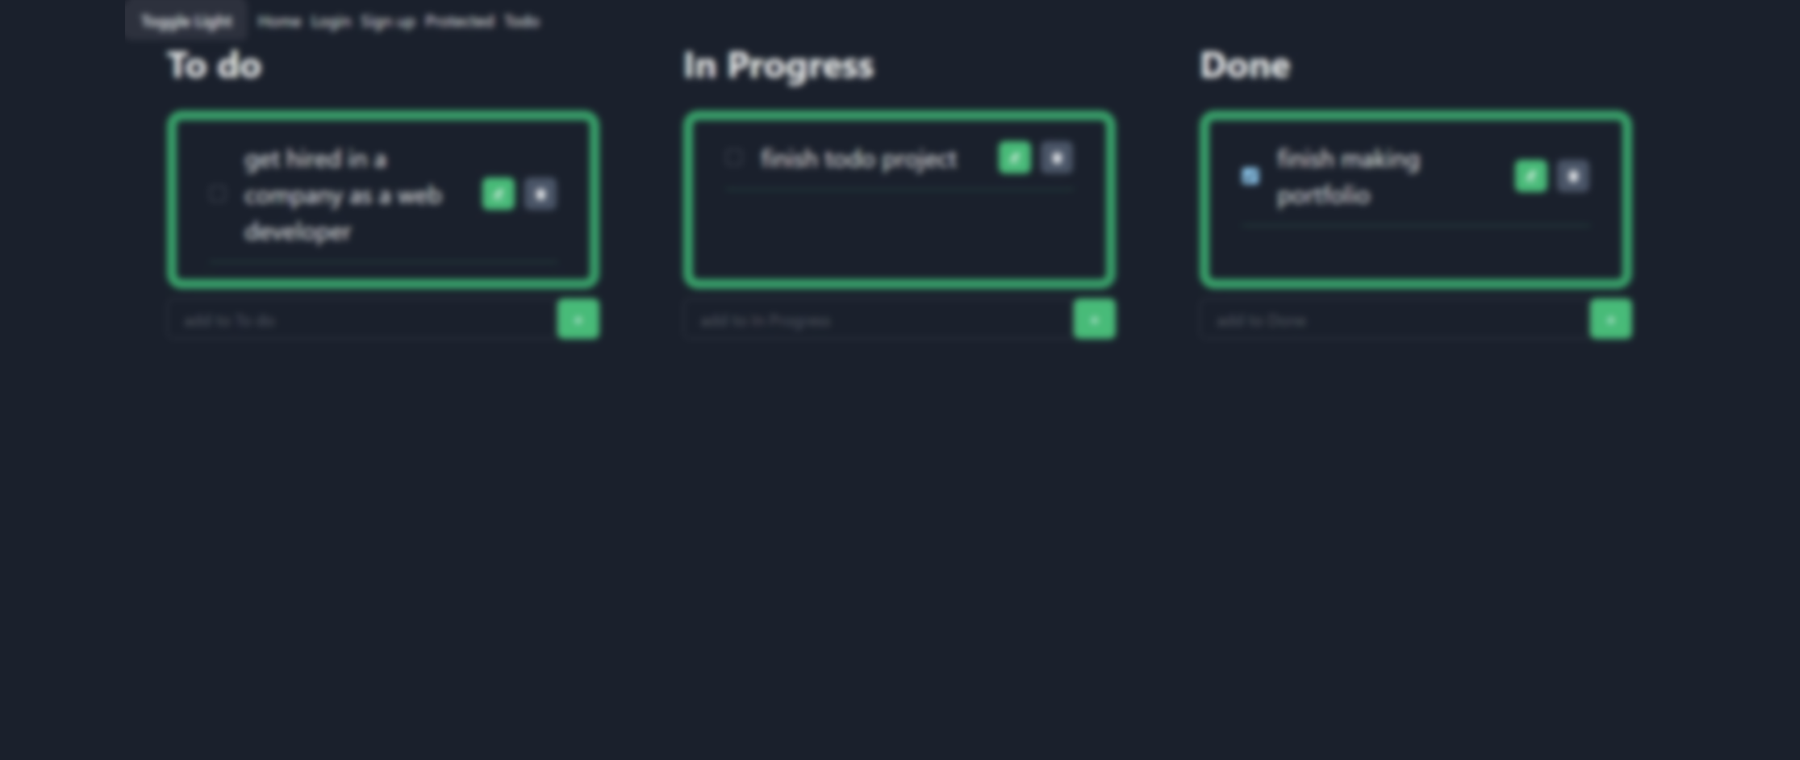 Toggle Light Home Login Sign up Protected Todo
To do
get hired in a
company as a web
developer
add to To do
In Progress
finish todo project
add to In Progress
Done
finish making
portfolio
add to Done